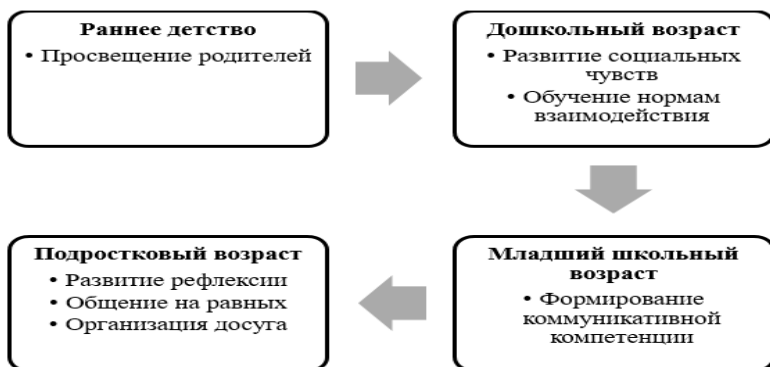 Раннее детство
• Просвещение родителей
Дошкольный возраст
• Развитие социальных
чувств
• Обучение нормам
взаимодействия
Младший школьный
возраст
• Формирование
коммуникативной
компетенции
Подростковый возраст
• Развитие рефлексии
• Общение на равных
• Организация досуга